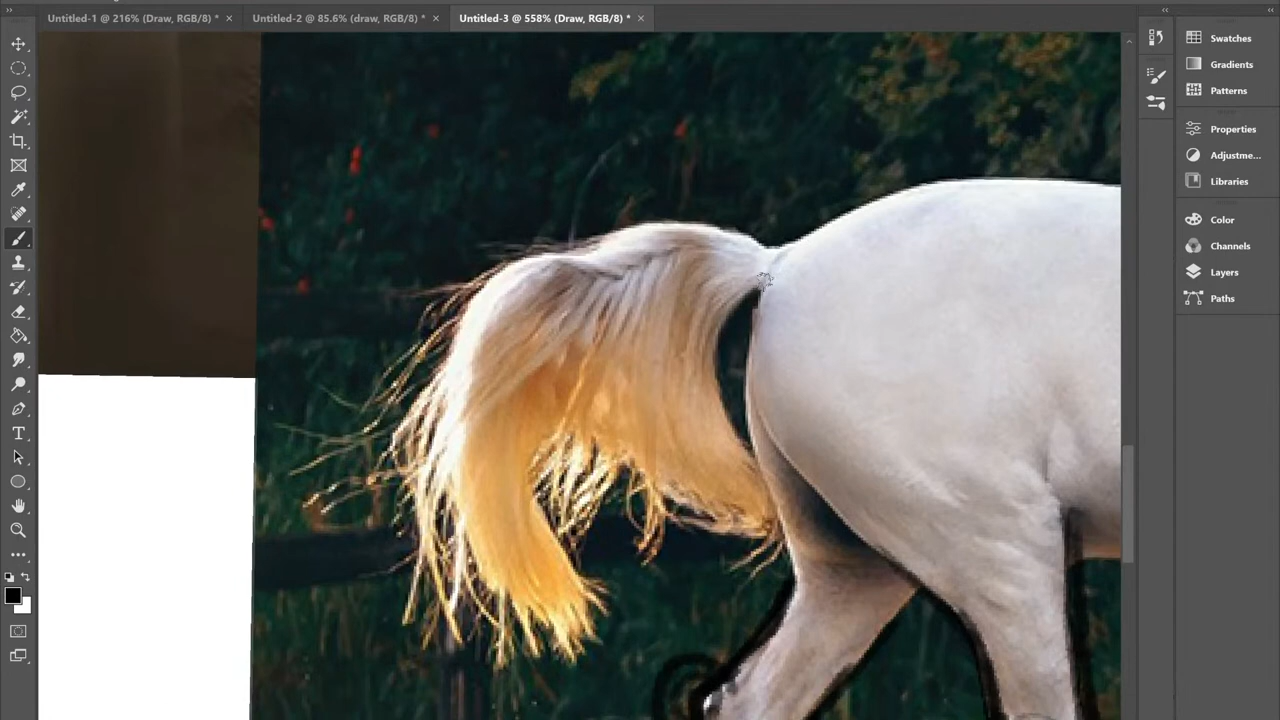 Untitled-1 @ 216% (Draw, RGB/8) *
Untitled-2 @ 85.6% (draw, RGB/8) *
Untitled-3 @ 558% (Draw, RGB/8) *
Swatches
Gradients
Patterns
Properties
Adjustme...
Libraries
Color
Channels
Layers
Paths